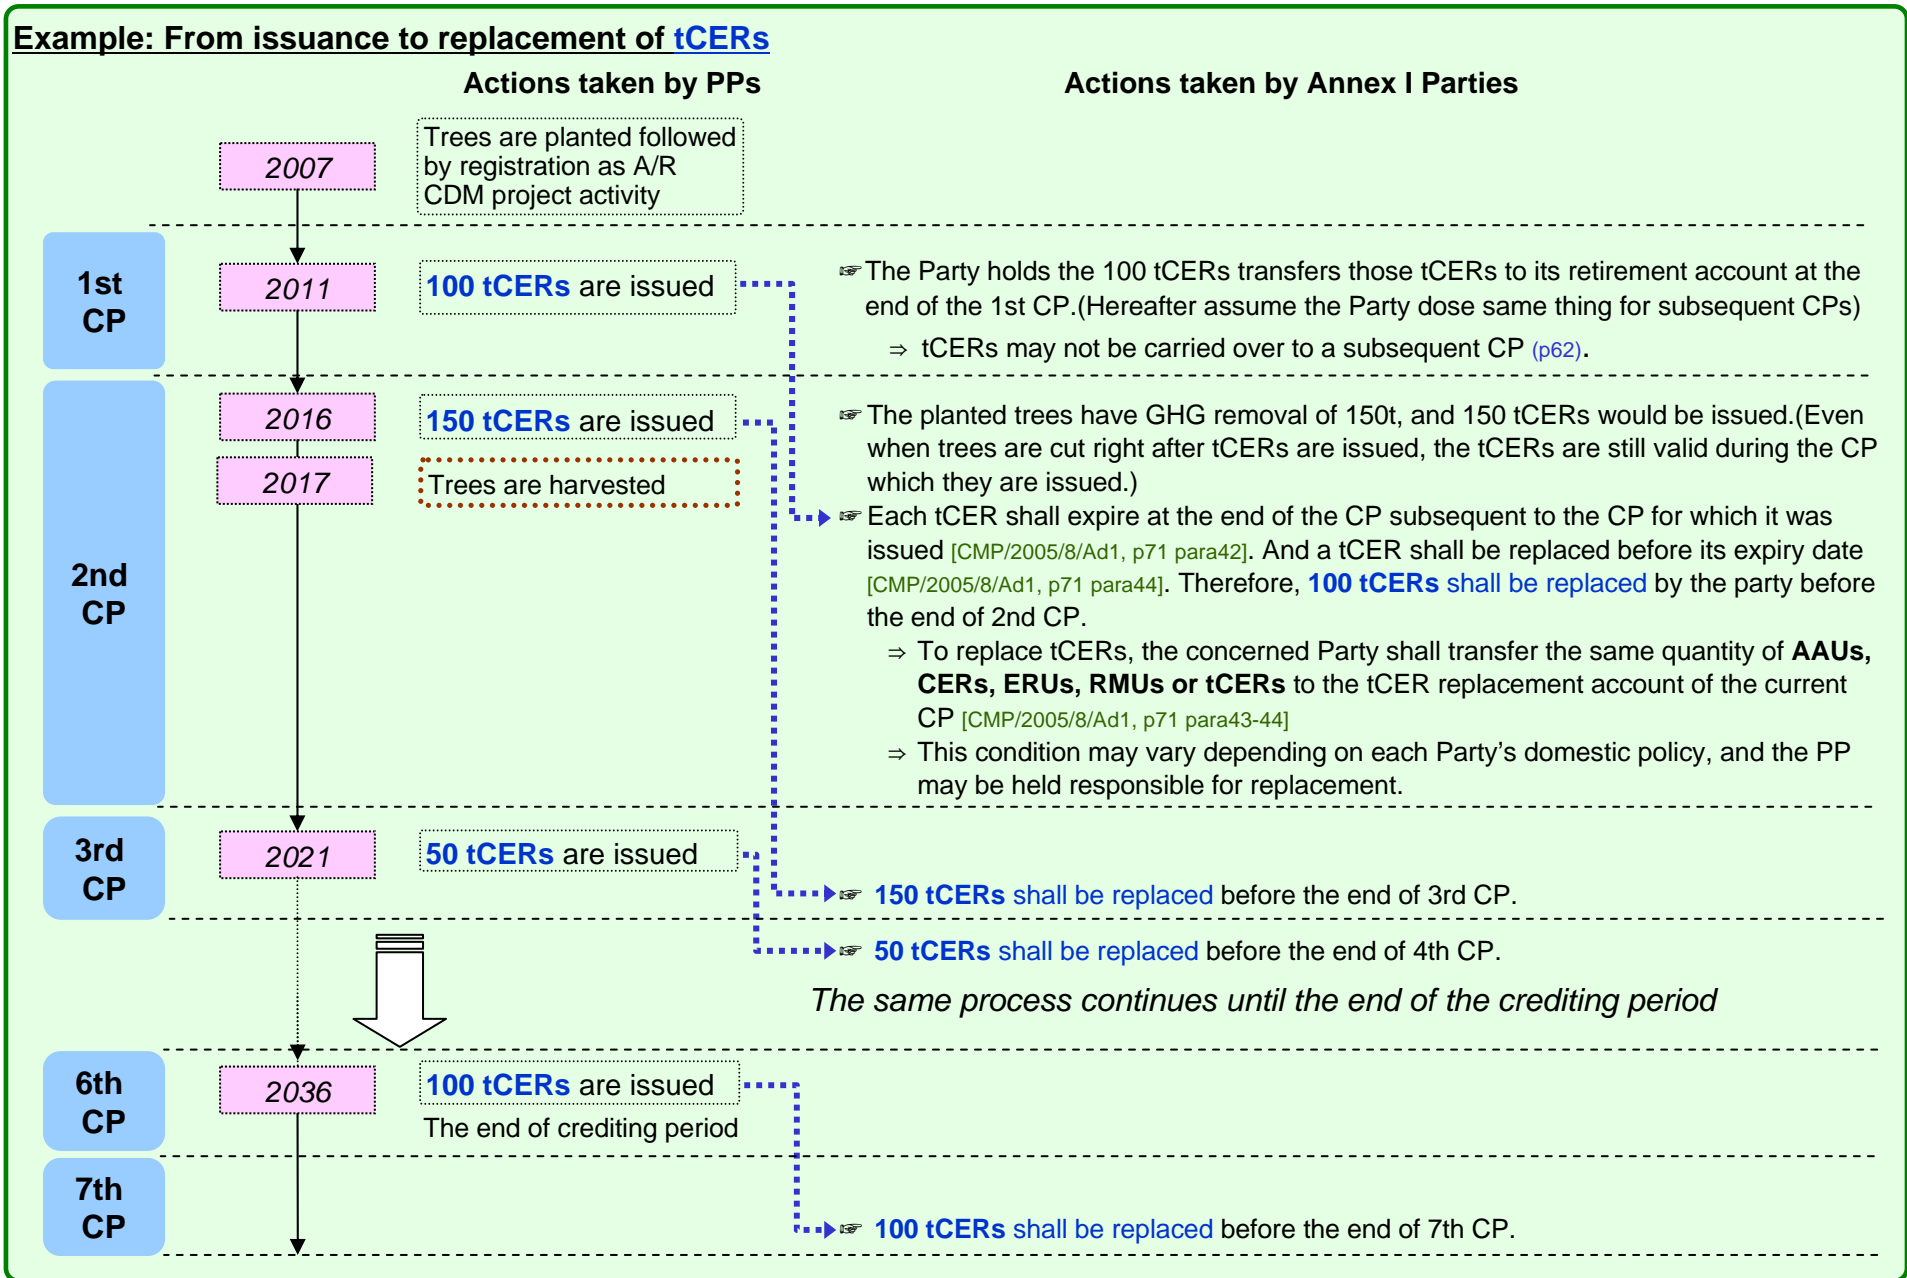 Example: From issuance to replacement of tCERs
Actions taken by PPs
Actions taken by Annex I Parties
2007
Trees are planted followed
by registration as A/R
CDM project activity
1st
CP
2011
100 tCERs are issued
☞The Party holds the 100 tCERs transfers those tCERs to its retirement account at the
end of the 1st CP.(Hereafter assume the Party dose same thing for subsequent CPs)
⇒ tCERs may not be carried over to a subsequent CP (p62).
2nd
CP
2016
150 tCERs are issued
2017
Trees are harvested
☞The planted trees have GHG removal of 150t, and 150 tCERs would be issued.(Even
when trees are cut right after tCERs are issued, the tCERs are still valid during the CP
which they are issued.)
☞Each tCER shall expire at the end of the CP subsequent to the CP for which it was
issued [CMP/2005/8/Ad1, p71 para42]. And a tCER shall be replaced before its expiry date
[CMP/2005/8/Ad1, p71 para44]. Therefore, 100 tCERs shall be replaced by the party before
the end of 2nd CP.
⇒ To replace tCERs, the concerned Party shall transfer the same quantity of AAUs,
CERs, ERUs, RMUs or tCERs to the tCER replacement account of the current
CP [CMP/2005/8/Ad1, p71 para43-44]
⇒ This condition may vary depending on each Party’s domestic policy, and the PP
may be held responsible for replacement.
3rd
CP
2021
50 tCERs are issued
☞ 150 tCERs shall be replaced before the end of 3rd CP.
☞ 50 tCERs shall be replaced before the end of 4th CP.
The same process continues until the end of the crediting period
6th
CP
2036
100 tCERs are issued
The end of crediting period
7th
CP
☞ 100 tCERs shall be replaced before the end of 7th CP.